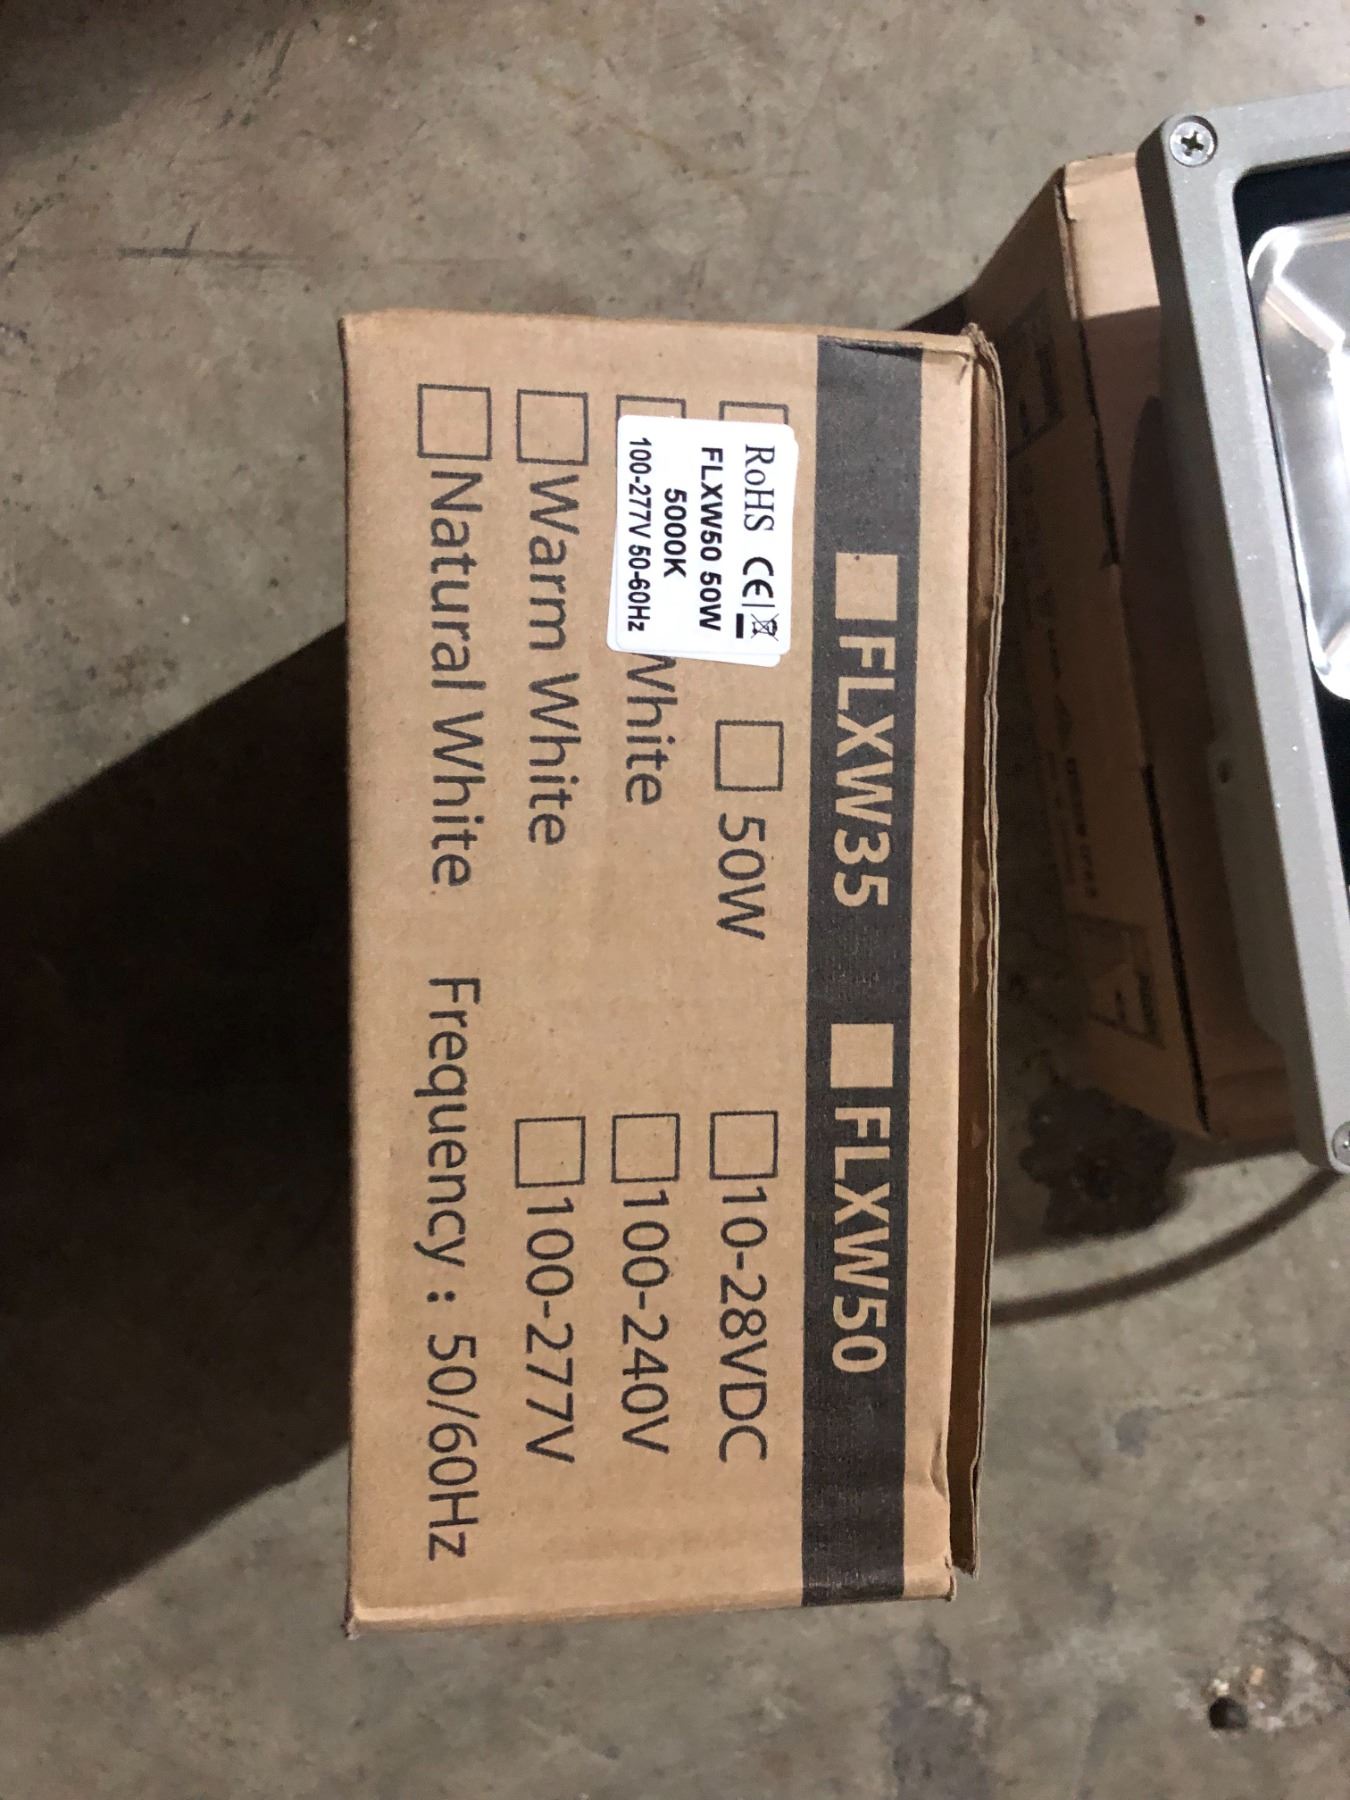 FLXW35 FLXW50
RoHS CE
FLXW50 50W
5000K
100-277V 50-60Hz
50W 10-28VDC
White 100-240V
Warm White 100-277V
Natural White Frequency : 50/60Hz